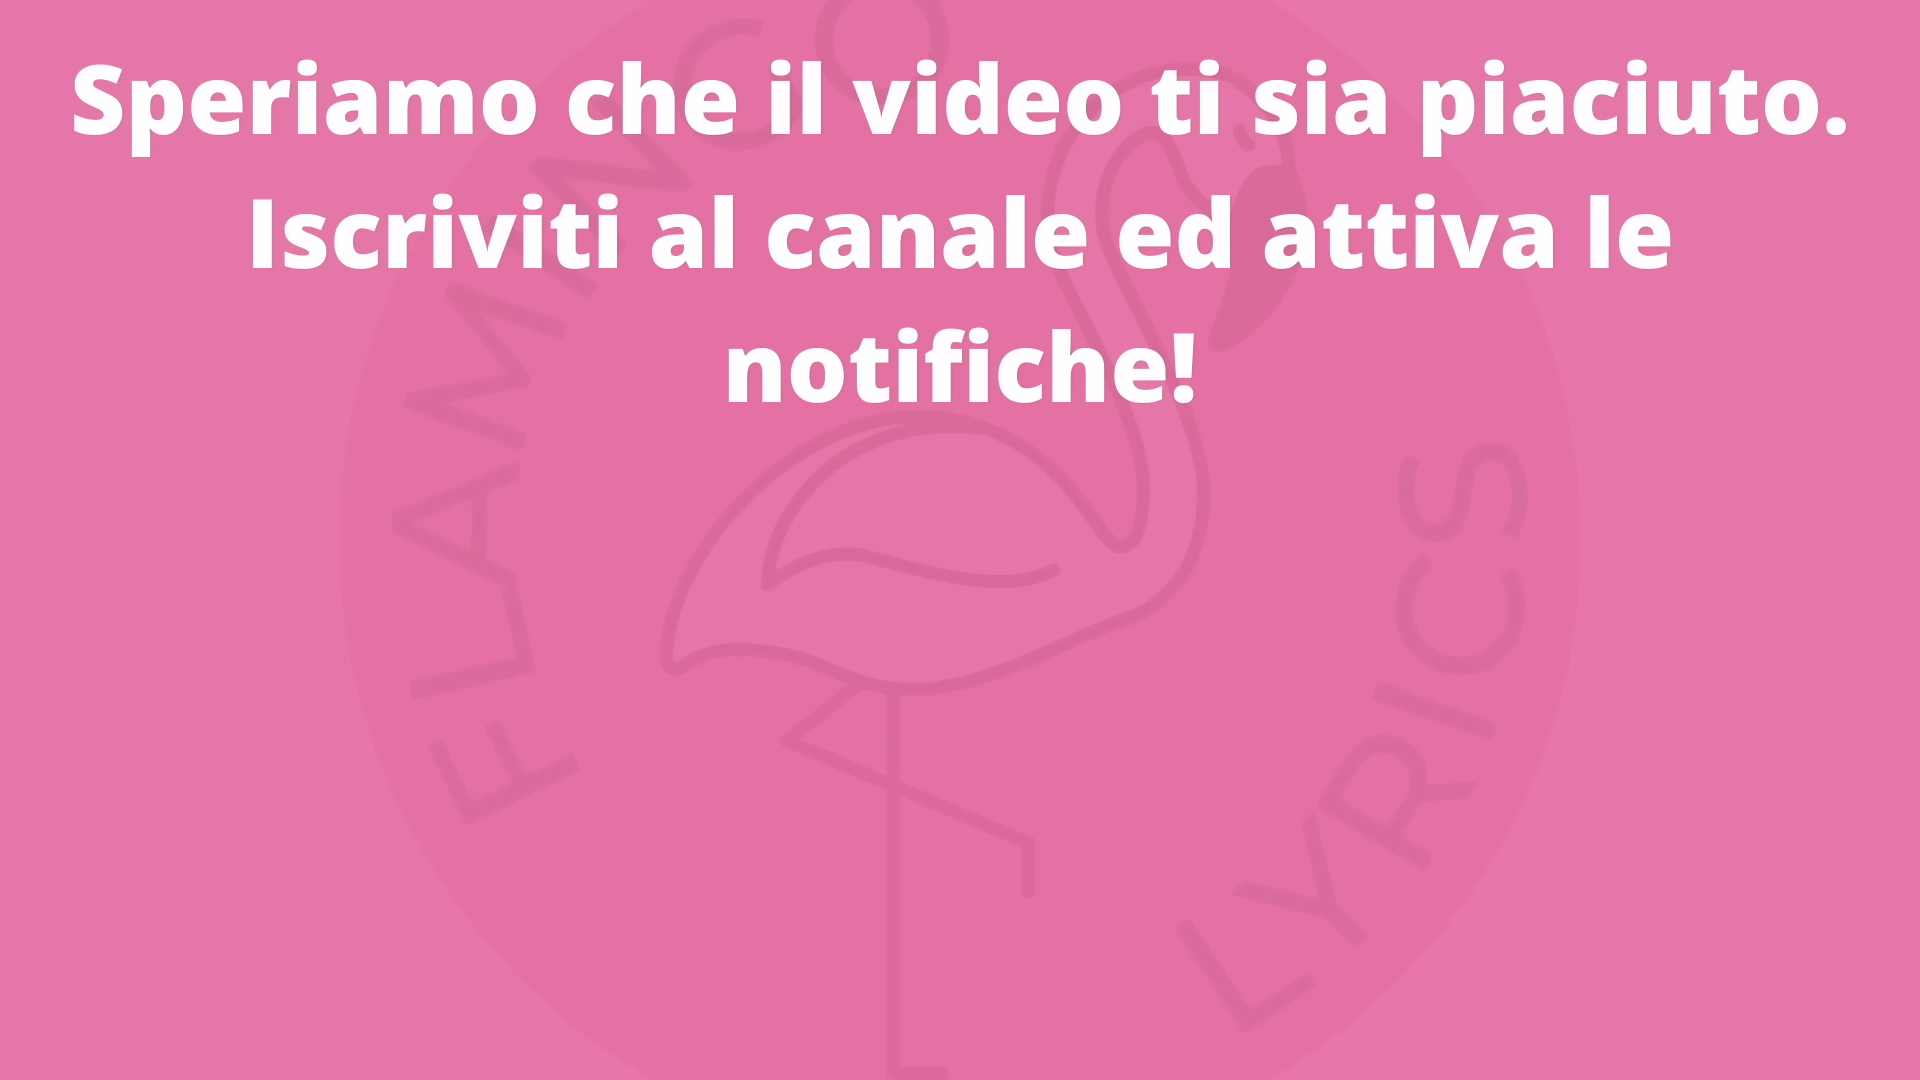 Speriamo che il video ti sia piaciuto.
Iscriviti al canale ed attiva le
notifiche!
FLAMINGO
LYRICS